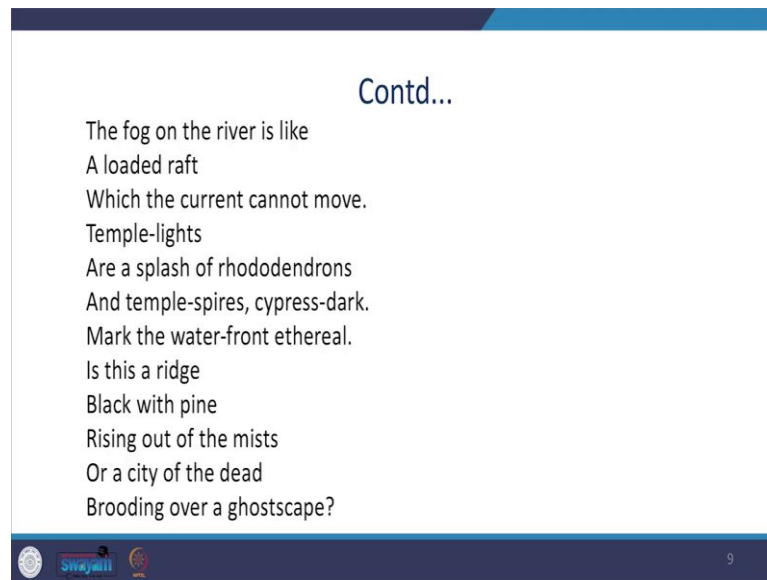 Contd...
The fog on the river is like
A loaded raft
Which the current cannot move.
Temple-lights
Are a splash of rhododendrons
And temple-spires, cypress-dark.
Mark the water-front ethereal.
Is this a ridge
Black with pine
Rising out of the mists
Or a city of the dead
Brooding over a ghostscape?
swayam
9